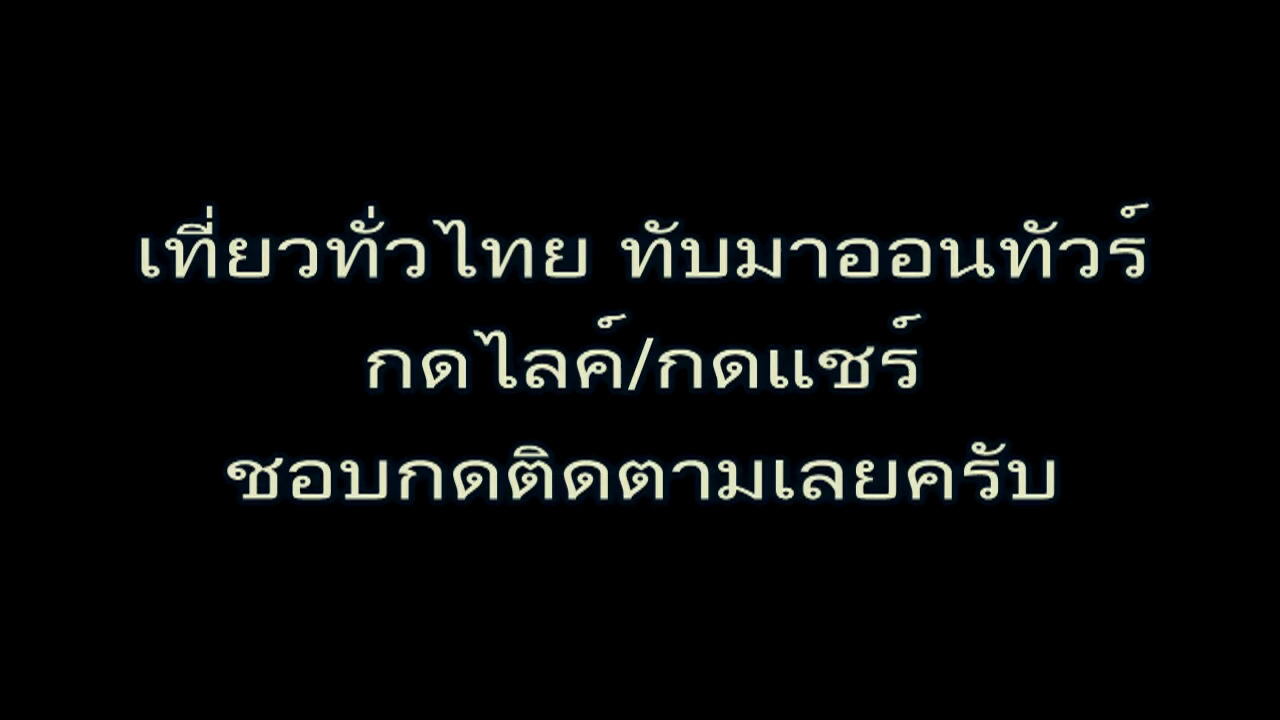 เที่ยวทั่วไทย ทับมาออนทัวร์
กดไลค์/กดแชร์
ชอบกดติดตามเลยครับ